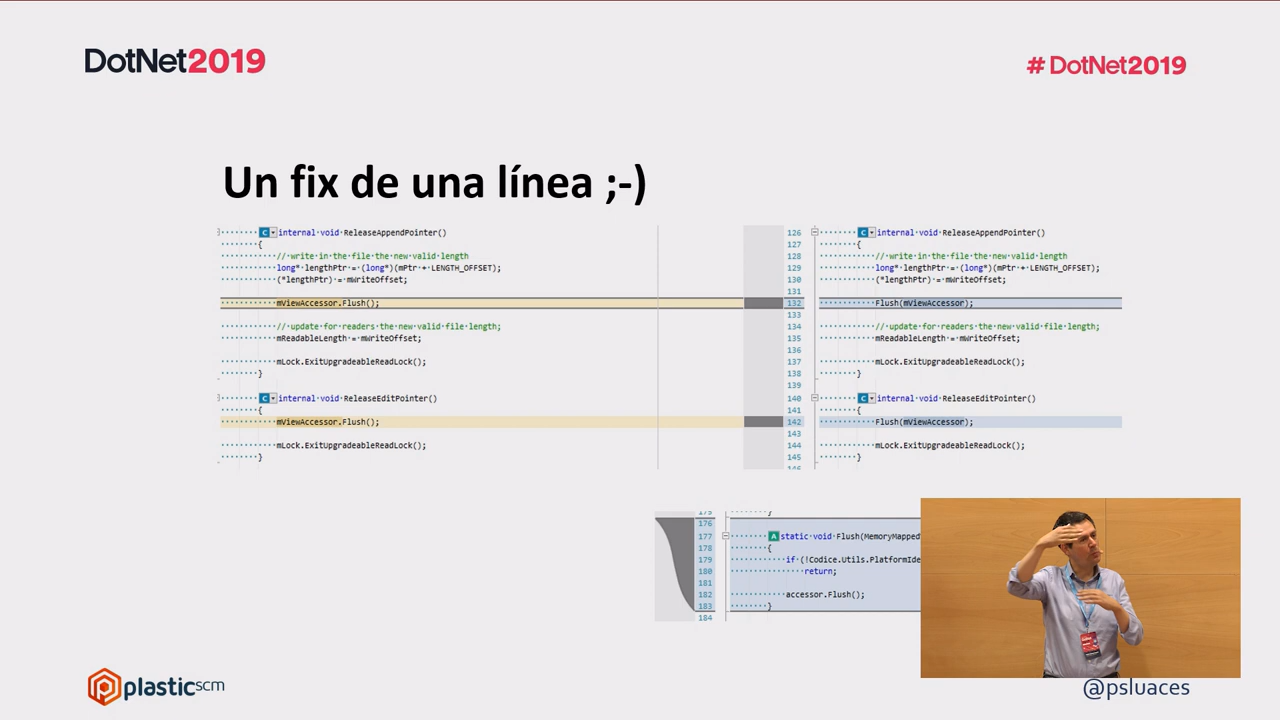 DotNet2019
# DotNet2019
Un fix de una línea ;-)
internal void ReleaseAppendPointer()
{
// write in the file the new valid length
long* lengthPtr = (long*)(mPtr + LENGTH_OFFSET);
(*lengthPtr) = mWriteOffset;
mViewAccessor.Flush();
// update for readers the new valid file length;
mReadableLength = mWriteOffset;
mLock.ExitUpgradeableReadLock();
}
internal void ReleaseEditPointer()
{
mViewAccessor.Flush();
mLock.ExitUpgradeableReadLock();
}
126 internal void ReleaseAppendPointer()
127 {
128 // write in the file the new valid length
129 long* lengthPtr = (long*)(mPtr + LENGTH_OFFSET);
130 (*lengthPtr) = mWriteOffset;
131
132 Flush(mViewAccessor);
133
134 // update for readers the new valid file length;
135 mReadableLength = mWriteOffset;
136
137 mLock.ExitUpgradeableReadLock();
138 }
139
140 internal void ReleaseEditPointer()
141 {
142 Flush(mViewAccessor);
143
144 mLock.ExitUpgradeableReadLock();
145 }
175 }
176
177 static void Flush(MemoryMapped
178 {
179 if (!Codice.Utils.PlatformIde
180 return;
181
182 accessor.Flush();
183 }
184
plasticscm
@psluaces